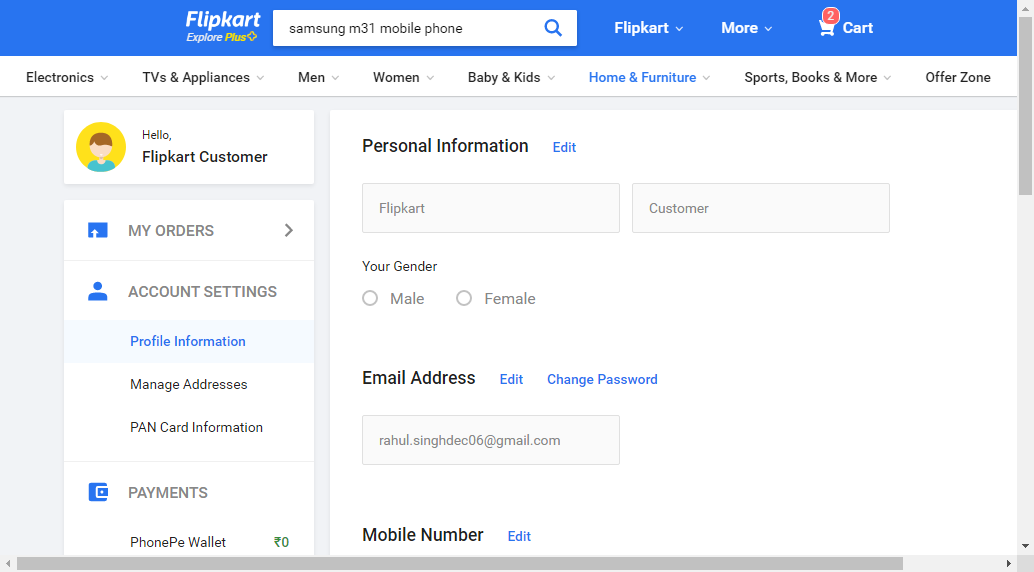 Flipkart
Explore Plus
samsung m31 mobile phone
Flipkart
More
2
Cart
Electronics
TVs & Appliances
Men
Women
Baby & Kids
Home & Furniture
Sports, Books & More
Offer Zone
Hello,
Flipkart Customer
MY ORDERS
ACCOUNT SETTINGS
Profile Information
Manage Addresses
PAN Card Information
PAYMENTS
PhonePe Wallet ₹0
Personal Information Edit
Flipkart
Customer
Your Gender
Male
Female
Email Address Edit Change Password
rahul.singhdec06@gmail.com
Mobile Number Edit